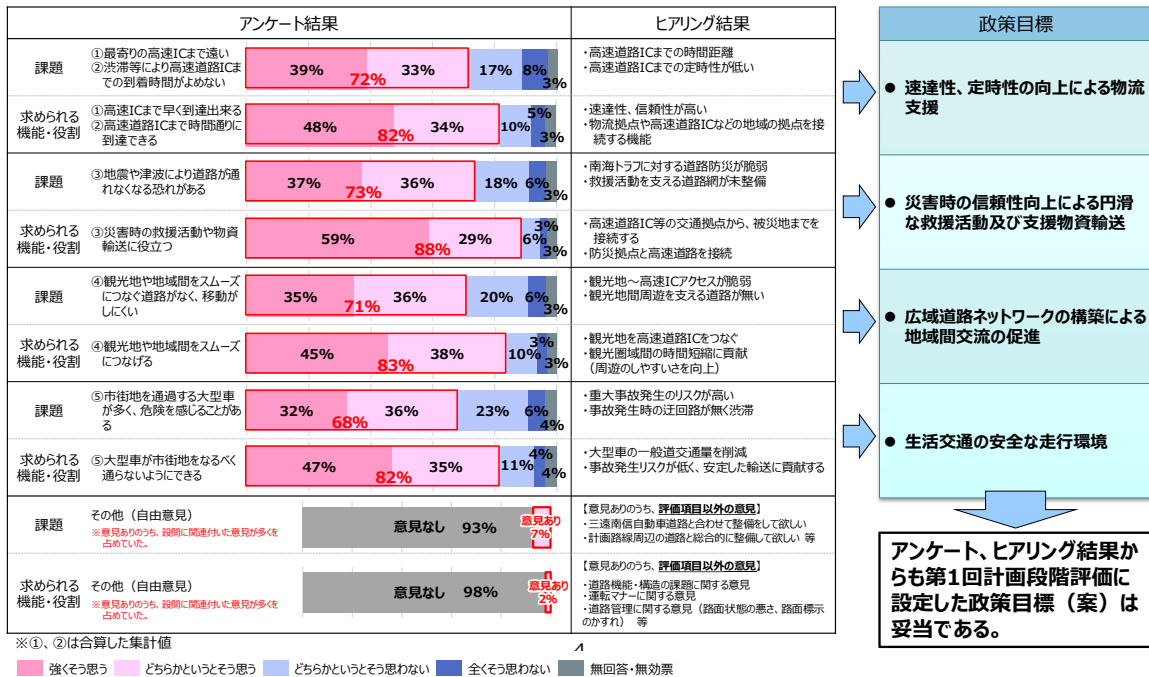 アンケート結果
ヒアリング結果
政策目標
課題
①最寄りの高速ICまで遠い
②渋滞等により高速道路ICま
での到着時間がよめない
39%
72%
33%
17%
8%
3%
・高速道路ICまでの時間距離
・高速道路ICまでの定時性が低い
求められる
機能・役割
①高速ICまで早く到達出来る
②高速道路ICまで時間通りに
到達できる
48%
82%
34%
10%
5%
3%
・速達性、信頼性が高い
・物流拠点や高速道路ICなどの地域の拠点を接
続する機能
● 速達性、定時性の向上による物流
支援
課題
③地震や津波により道路が通
れなくなる恐れがある
37%
73%
36%
18%
6%
3%
・南海トラフに対する道路防災が脆弱
・救援活動を支える道路網が未整備
求められる
機能・役割
③災害時の救援活動や物資
輸送に役立つ
59%
88%
29%
6%
3%
3%
・高速道路IC等の交通拠点から、被災地までを
接続する
・防災拠点と高速道路を接続
● 災害時の信頼性向上による円滑
な救援活動及び支援物資輸送
課題
④観光地や地域間をスムーズ
につなぐ道路がなく、移動が
しにくい
35%
71%
36%
20%
6%
3%
・観光地～高速ICアクセスが脆弱
・観光地間周遊を支える道路が無い
求められる
機能・役割
④観光地や地域間をスムーズ
につなげる
45%
83%
38%
10%
3%
3%
・観光地を高速道路ICをつなぐ
・観光圏域間の時間短縮に貢献
（周遊のしやすいさを向上）
● 広域道路ネットワークの構築による
地域間交流の促進
課題
⑤市街地を通過する大型車
が多く、危険を感じることがあ
る
32%
68%
36%
23%
6%
4%
・重大事故発生のリスクが高い
・事故発生時の迂回路が無く渋滞
求められる
機能・役割
⑤大型車が市街地をなるべく
通らないようにできる
47%
82%
35%
11%
4%
4%
・大型車の一般道交通量を削減
・事故発生リスクが低く、安定した輸送に貢献する
● 生活交通の安全な走行環境
課題
その他（自由意見）
※意見ありのうち、設問に関連付いた意見が多くを
占めていた。
意見なし 93%
意見あり
7%
【意見ありのうち、評価項目以外の意見】
・三遠南信自動車道路と合わせて整備をして欲しい
・計画路線周辺の道路と総合的に整備して欲しい 等
求められる
機能・役割
その他（自由意見）
※意見ありのうち、設問に関連付いた意見が多くを
占めていた。
意見なし 98%
意見あり
2%
【意見ありのうち、評価項目以外の意見】
・道路機能・構造の課題に関する意見
・運転マナーに関する意見
・道路管理に関する意見（路面状態の悪さ、路面標示
のかすれ） 等
アンケート、ヒアリング結果か
らも第1回計画段階評価に
設定した政策目標（案）は
妥当である。
※①、②は合算した集計値
強くそう思う
どちらかというとそう思う
どちらかというとそう思わない
全くそう思わない
無回答・無効票